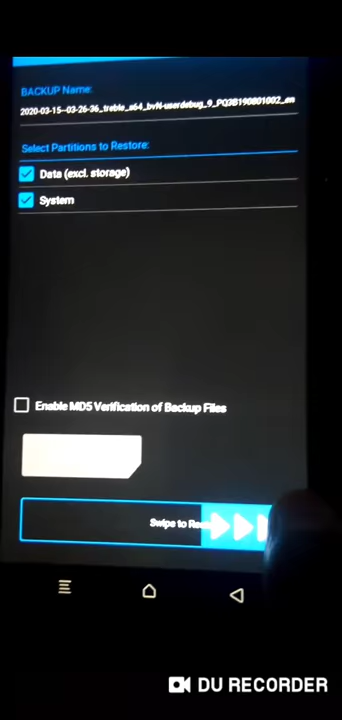 BACKUP Name:
2020-03-15--03-26-36_treble_a64_bvN-userdebug_9_PQ3B190801002_en
Select Partitions to Restore:
Data (excl. storage)
System
Enable MD5 Verification of Backup Files
Swipe to
DU RECORDER